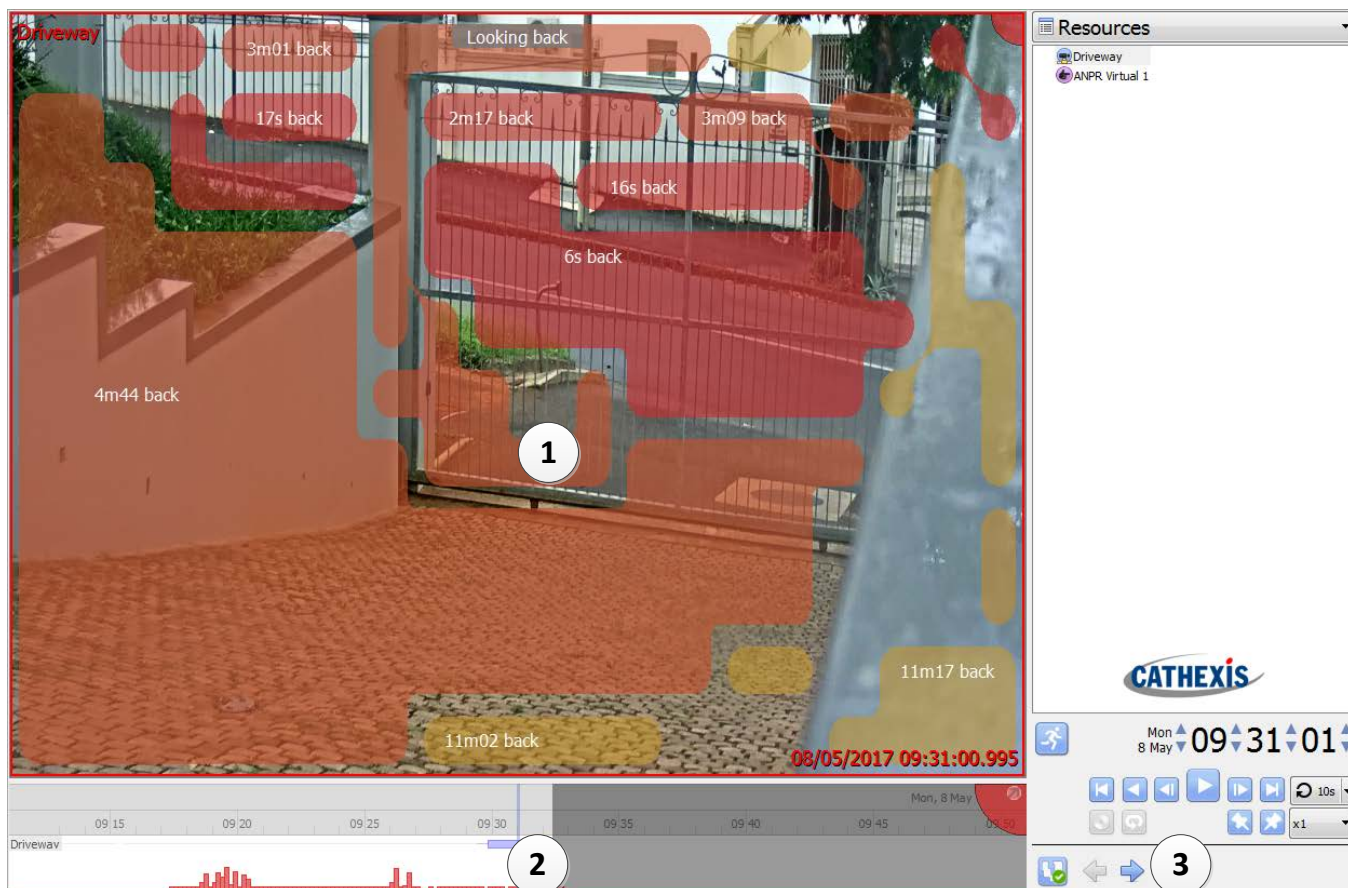 Driveway
3m01 back
Looking back
17s back
2m17 back
3m09 back
16s back
6s back
4m44 back
1
11m17 back
11m02 back
08/05/2017 09:31:00.995
Resources
Driveway
ANPR Virtual 1
CATHEXIS
Mon
8 May
09 31 01
10s
x1
3
Mon, 8 May
09:15
09:20
09:25
09:30
09:35
09:40
09:45
09:50
Driveway
2